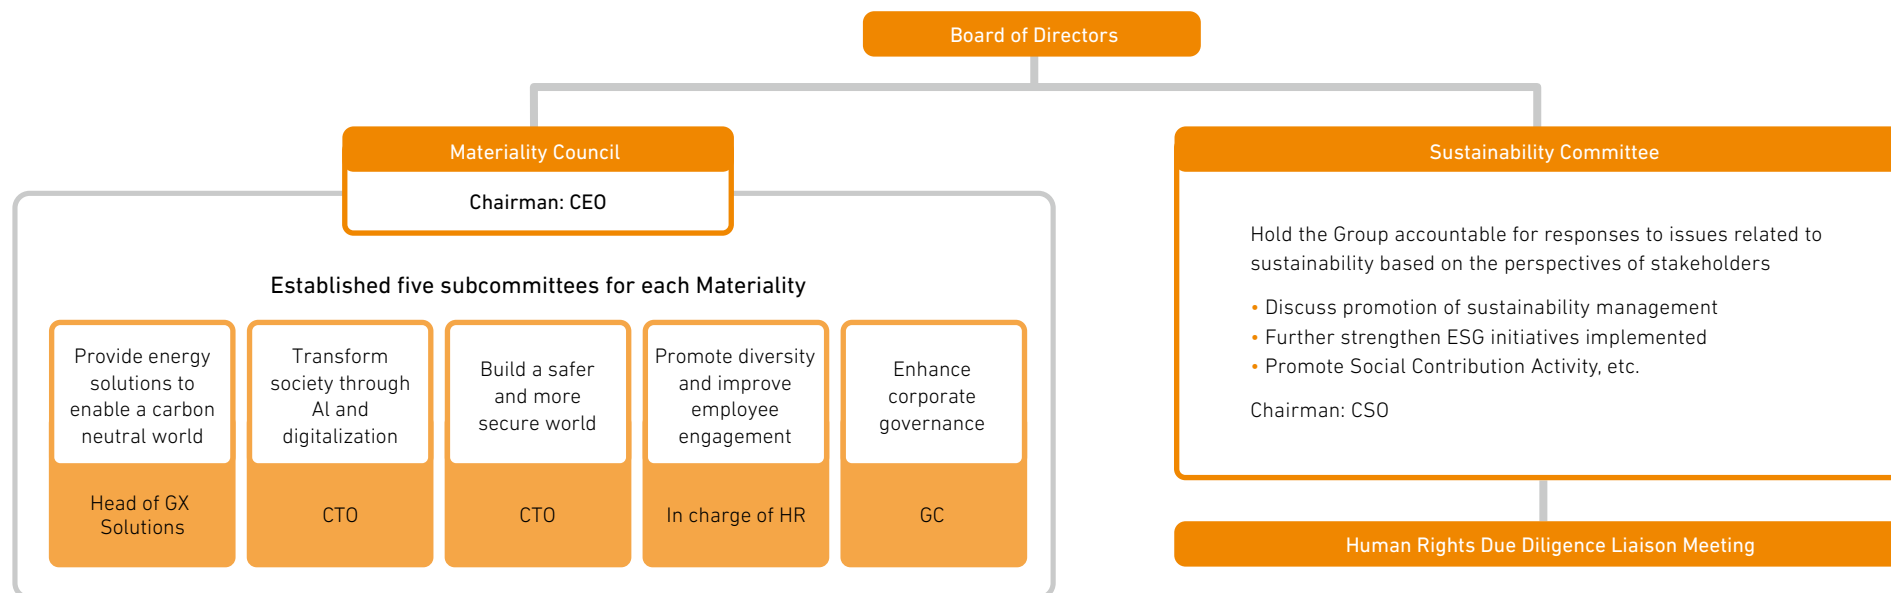 Board of Directors
Materiality Council
Chairman: CEO
Established five subcommittees for each Materiality
Provide energy
solutions to
enable a carbon
neutral world
Head of GX
Solutions
Transform
society through
AI and
digitalization
CTO
Build a safer
and more
secure world
CTO
Promote diversity
and improve
employee
engagement
In charge of HR
Enhance
corporate
governance
GC
Sustainability Committee
Hold the Group accountable for responses to issues related to
sustainability based on the perspectives of stakeholders
• Discuss promotion of sustainability management
• Further strengthen ESG initiatives implemented
• Promote Social Contribution Activity, etc.
Chairman: CSO
Human Rights Due Diligence Liaison Meeting